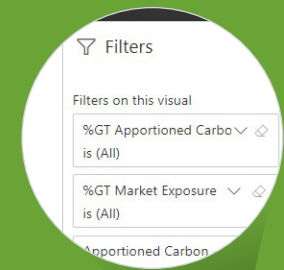 Filters
Filters on this visual
%GT Apportioned Carbo
is (All)
%GT Market Exposure
is (All)
Apportioned Carbon